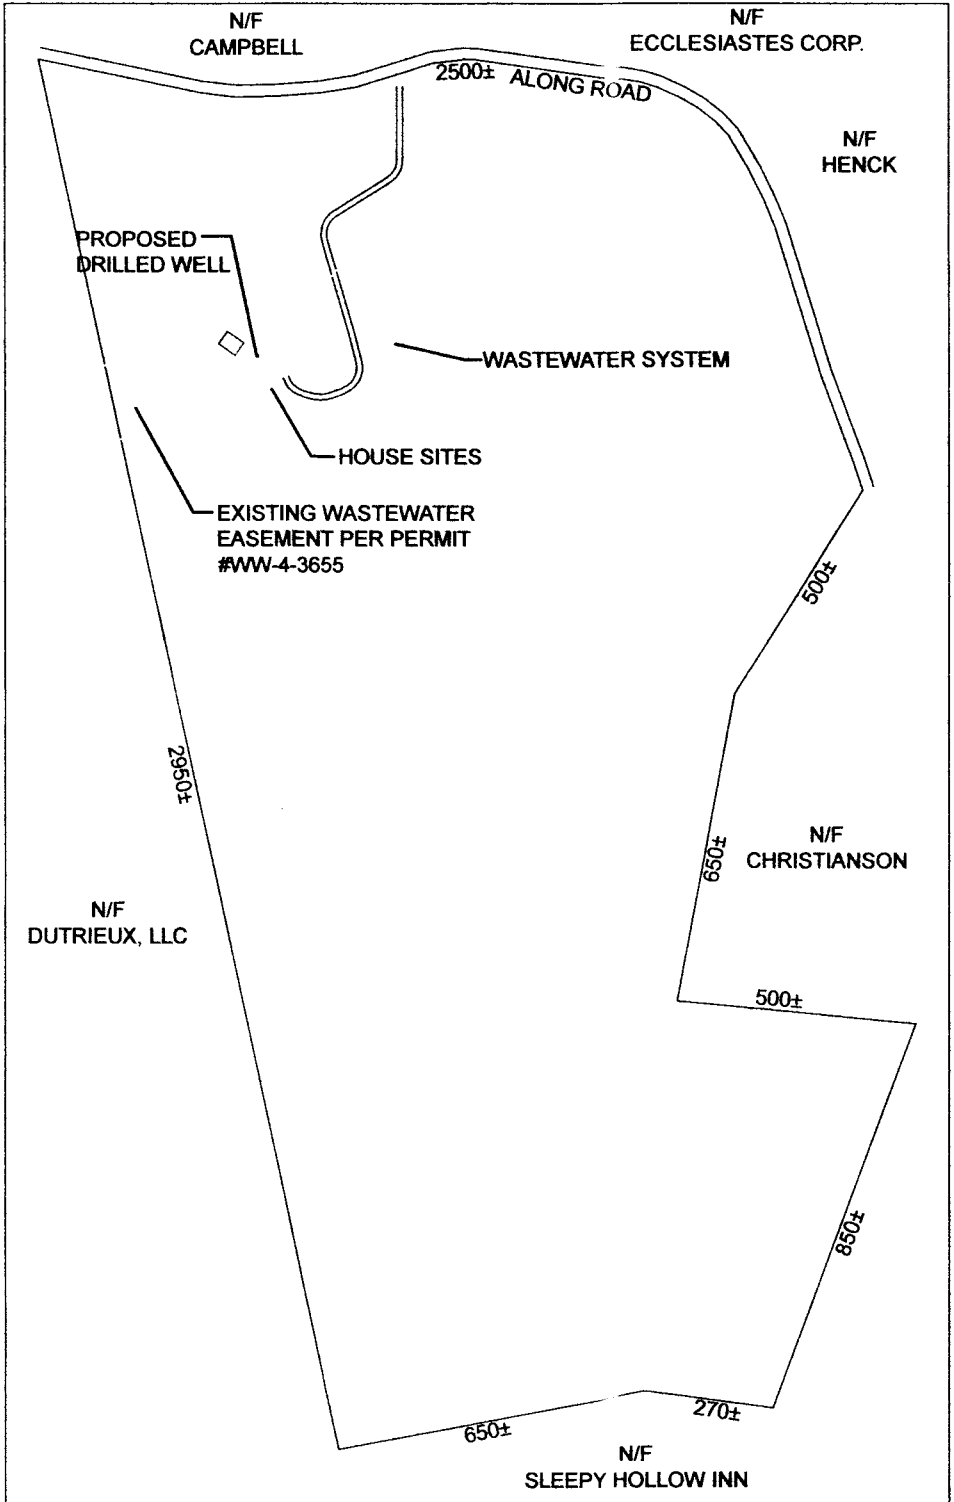 N/F
CAMPBELL
N/F
ECCLESIASTES CORP.
2500± ALONG ROAD
N/F
HENCK
PROPOSED
DRILLED WELL
WASTEWATER SYSTEM
HOUSE SITES
EXISTING WASTEWATER
EASEMENT PER PERMIT
#WW-4-3655
500±
2950±
650±
N/F
CHRISTIANSON
N/F
DUTRIEUX, LLC
500±
850±
270±
650±
N/F
SLEEPY HOLLOW INN